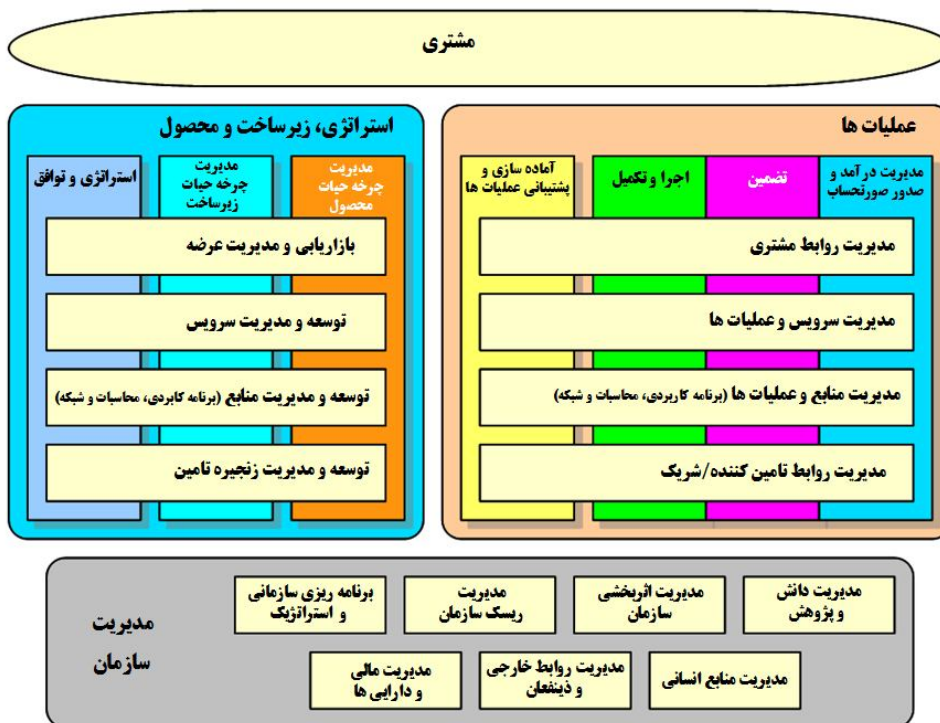 مشتری
استراتژی، زیرساخت و محصول
عملیات ها
استراتژی و توافق
مدیریت
چرخه حیات
زیرساخت
مدیریت
چرخه حیات
محصول
آماده سازی و
پشتیبانی عملیات ها
اجرا و تکمیل
تضمین
مدیریت درآمد و
صدور صورتحساب
بازاریابی و مدیریت عرضه
توسعه و مدیریت سرویس
توسعه و مدیریت منابع (برنامه کابردی، محاسبات و شبکه)
توسعه و مدیریت زنجیره تامین
مدیریت روابط مشتری
مدیریت سرویس و عملیات ها
مدیریت منابع و عملیات ها (برنامه کاربردی، محاسبات و شبکه)
مدیریت روابط تامین کننده/شریک
مدیریت
سازمان
برنامه ریزی سازمانی
و استراتژیک
مدیریت
ریسک سازمان
مدیریت اثربخشی
سازمان
مدیریت دانش
و پژوهش
مدیریت مالی
و دارایی ها
مدیریت روابط خارجی
و ذینفعان
مدیریت منابع انسانی